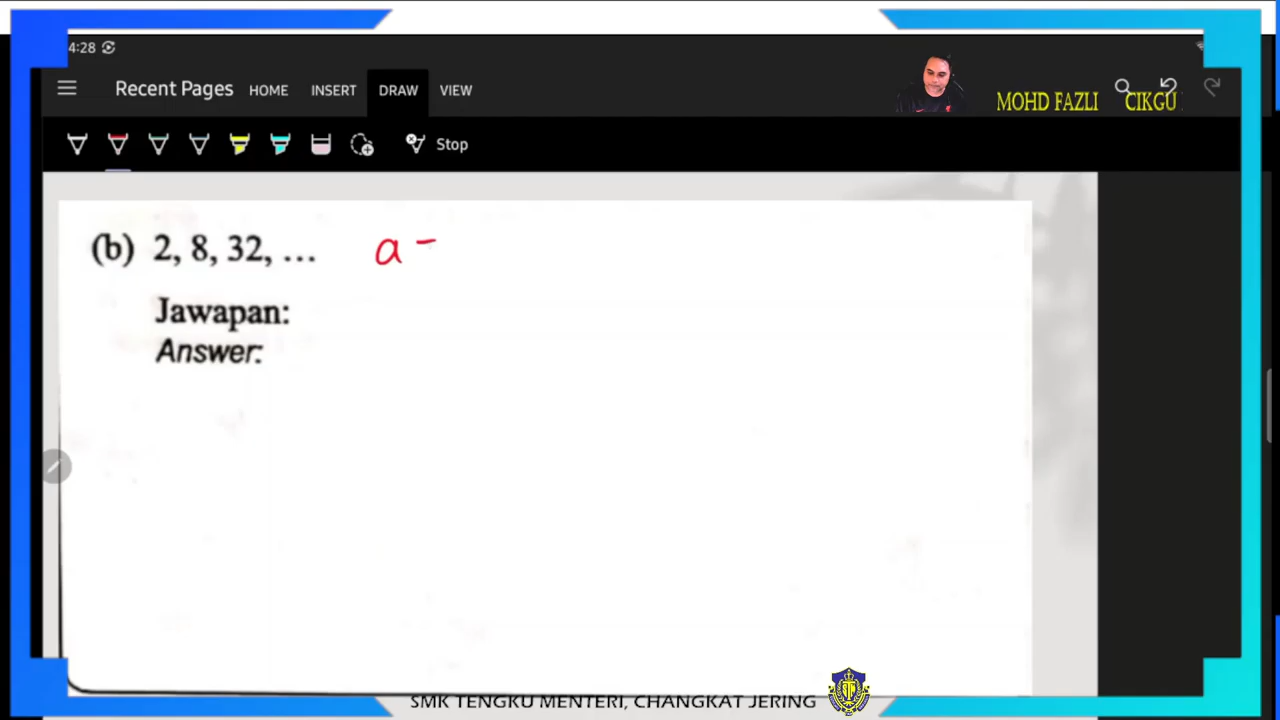 4:28
Recent Pages HOME INSERT DRAW VIEW
MOHD FAZLI CIKGU
Stop
(b) 2, 8, 32, ... a -
Jawapan:
Answer:
SMK TENGKU MENTERI, CHANGKAT JERING